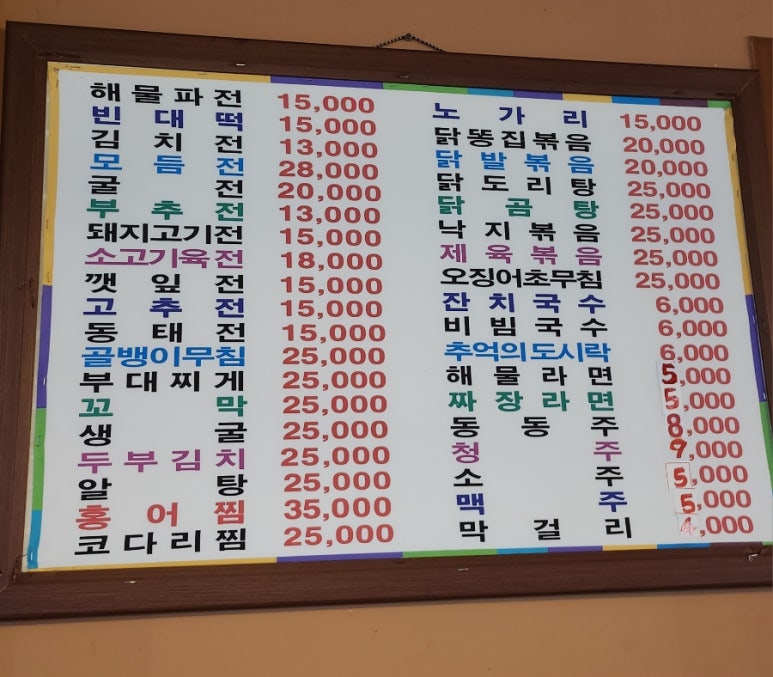 해물파전 15,000
빈대떡 15,000
김치전 13,000
모듬전 28,000
굴전 20,000
부추전 13,000
돼지고기전 15,000
소고기육전 18,000
깻잎전 15,000
고추전 15,000
동태전 15,000
골뱅이무침 25,000
부대찌게 25,000
꼬막 25,000
생굴 25,000
두부김치 25,000
알탕 25,000
홍어찜 35,000
코다리찜 25,000
노가리 15,000
닭똥집볶음 20,000
닭발볶음 20,000
닭도리탕 25,000
닭곰탕 25,000
낙지볶음 25,000
제육볶음 25,000
오징어초무침 25,000
잔치국수 6,000
비빔국수 6,000
추억의도시락 6,000
해물라면 5,000
짜장라면 5,000
동동주 8,000
청주 9,000
소주 5,000
맥주 5,000
막걸리 4,000